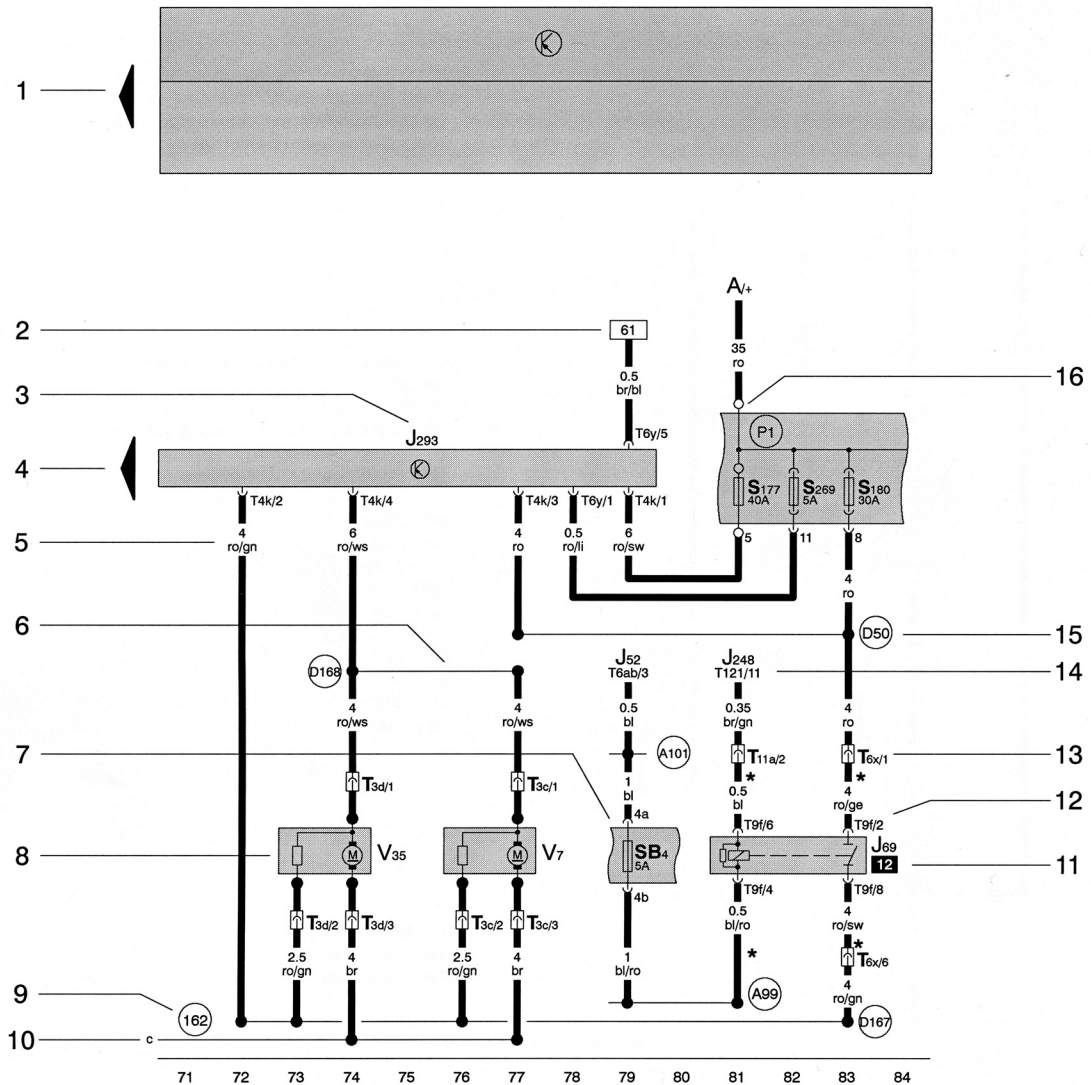 1
A/+
2
61
35
ro
0.5
br/bl
16
3
J293
T6y/5
P1
4
S177
40A
S269
5A
S180
30A
T4k/2
T4k/4
T4k/3
T6y/1
T4k/1
5
4
ro/gn
6
ro/ws
4
ro
0.5
ro/li
6
ro/sw
5
11
8
4
ro
6
D50
15
D168
J52
T6ab/3
J248
T121/11
14
4
ro/ws
4
ro/ws
0.5
bl
0.35
br/gn
4
ro
7
A101
T11a/2
T6x/1
13
*
*
T3d/1
T3c/1
1
bl
0.5
bl
4
ro/ge
12
4a
T9f/6
T9f/2
8
M
V35
M
V7
SB4
5A
J69
12
11
4b
T9f/4
T9f/8
T3d/2
T3d/3
T3c/2
T3c/3
0.5
bl/ro
4
ro/sw
*
*
T6x/6
2.5
ro/gn
4
br
2.5
ro/gn
4
br
1
bl/ro
4
ro/gn
9
162
A99
D167
10
c
71 72 73 74 75 76 77 78 79 80 81 82 83 84